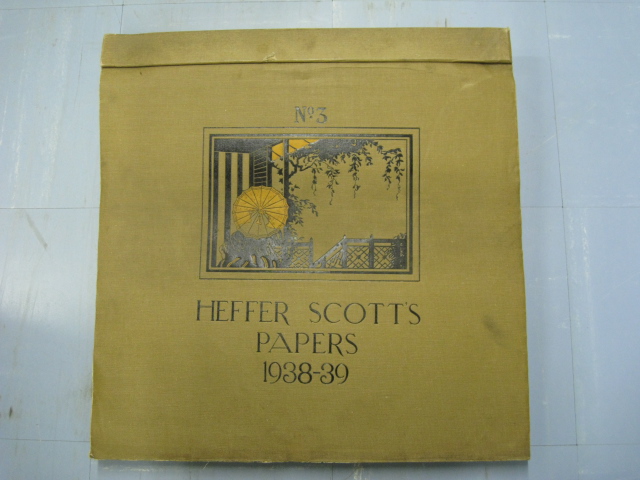 Nº3
HEFFER SCOTT'S
PAPERS
1938-39